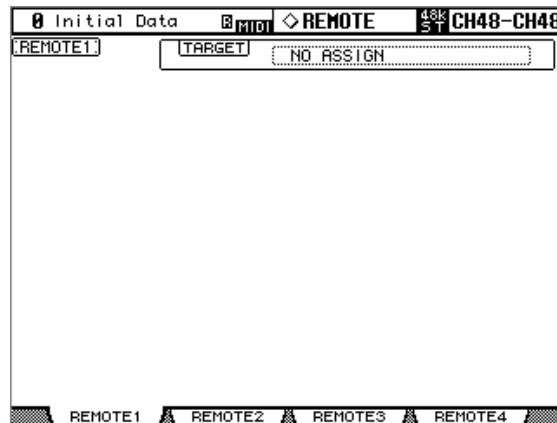 0 Initial Data R MIDI ◇REMOTE 48K ST CH48-CH48
REMOTE1 TARGET NO ASSIGN
REMOTE1 REMOTE2 REMOTE3 REMOTE4